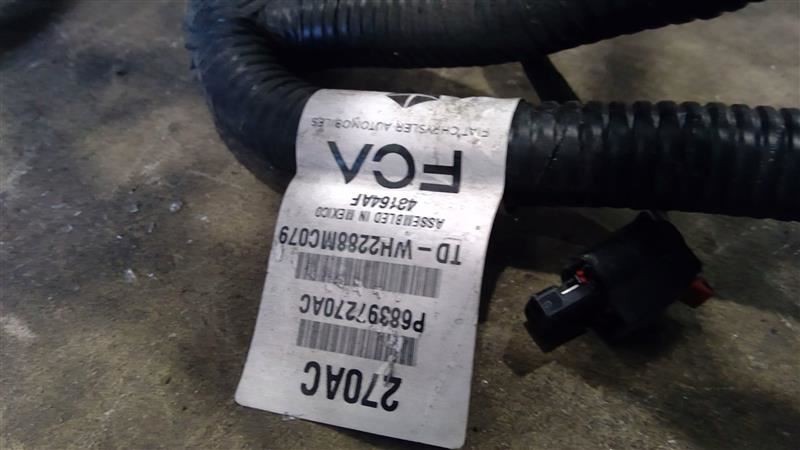 FIAT CHRYSLER AUTOMOBILES
FCA
43164AF
ASSEMBLED IN MEXICO
TD-WH2288MC079
P68397270AC
270AC